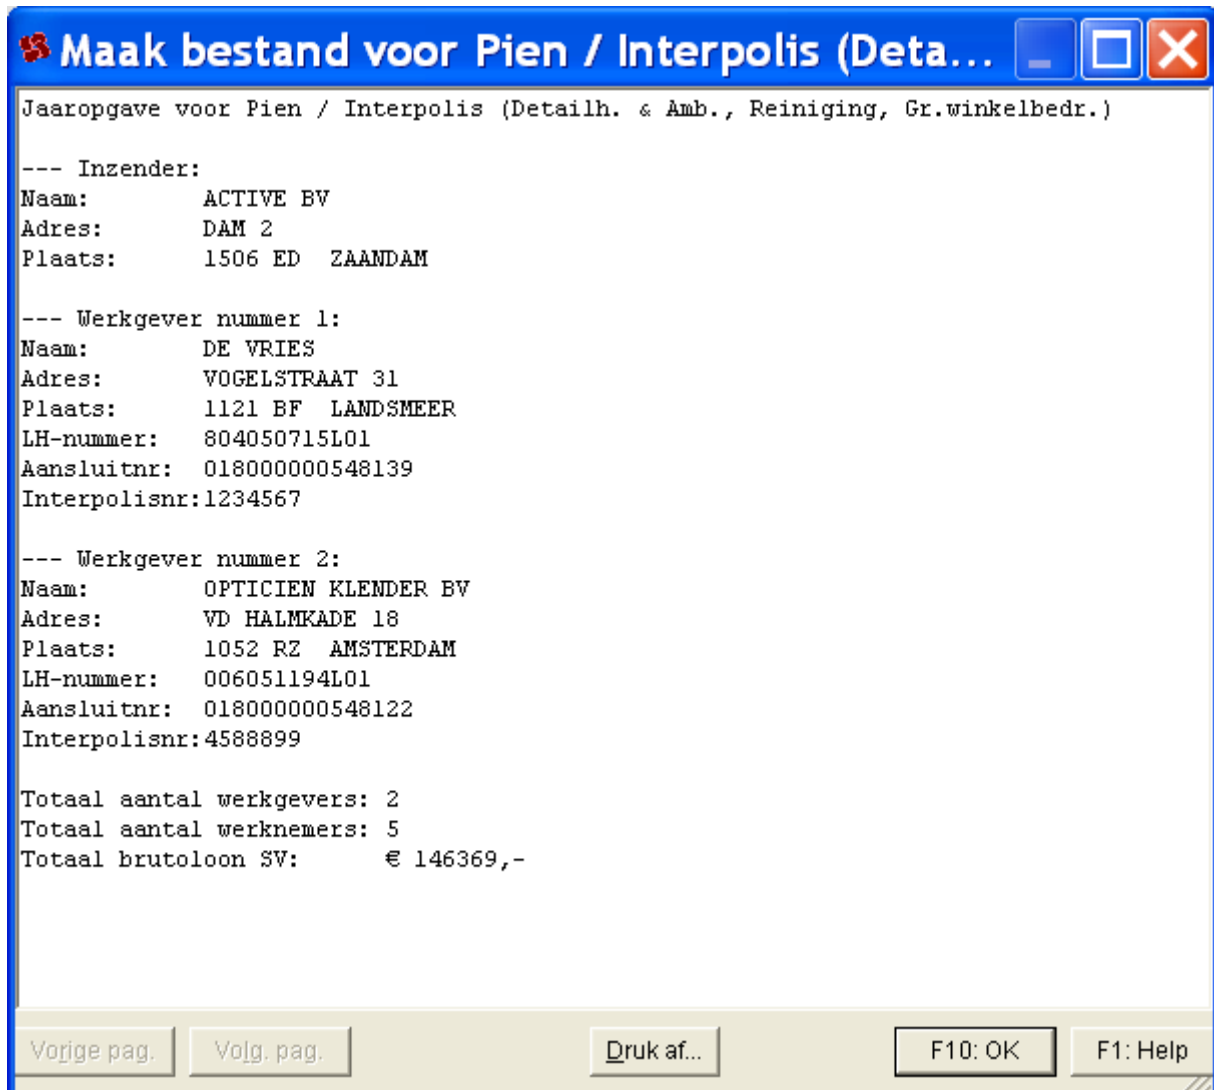 Maak bestand voor Pien / Interpolis (Deta...
Jaaropgave voor Pien / Interpolis (Detailh. & Amb., Reiniging, Gr.winkelbedr.)
--- Inzender:
Naam: ACTIVE BV
Adres: DAM 2
Plaats: 1506 ED ZAANDAM
--- Werkgever nummer 1:
Naam: DE VRIES
Adres: VOGELSTRAAT 31
Plaats: 1121 BF LANDSMEER
LH-nummer: 804050715L01
Aansluitnr: 018000000548139
Interpolisnr:1234567
--- Werkgever nummer 2:
Naam: OPTICIEN KLENDER BV
Adres: VD HALMKADE 18
Plaats: 1052 RZ AMSTERDAM
LH-nummer: 006051194L01
Aansluitnr: 018000000548122
Interpolisnr:4588899
Totaal aantal werkgevers: 2
Totaal aantal werknemers: 5
Totaal brutoloon SV: € 146369,-
Vorige pag. Volg. pag. Druk af... F10: OK F1: Help